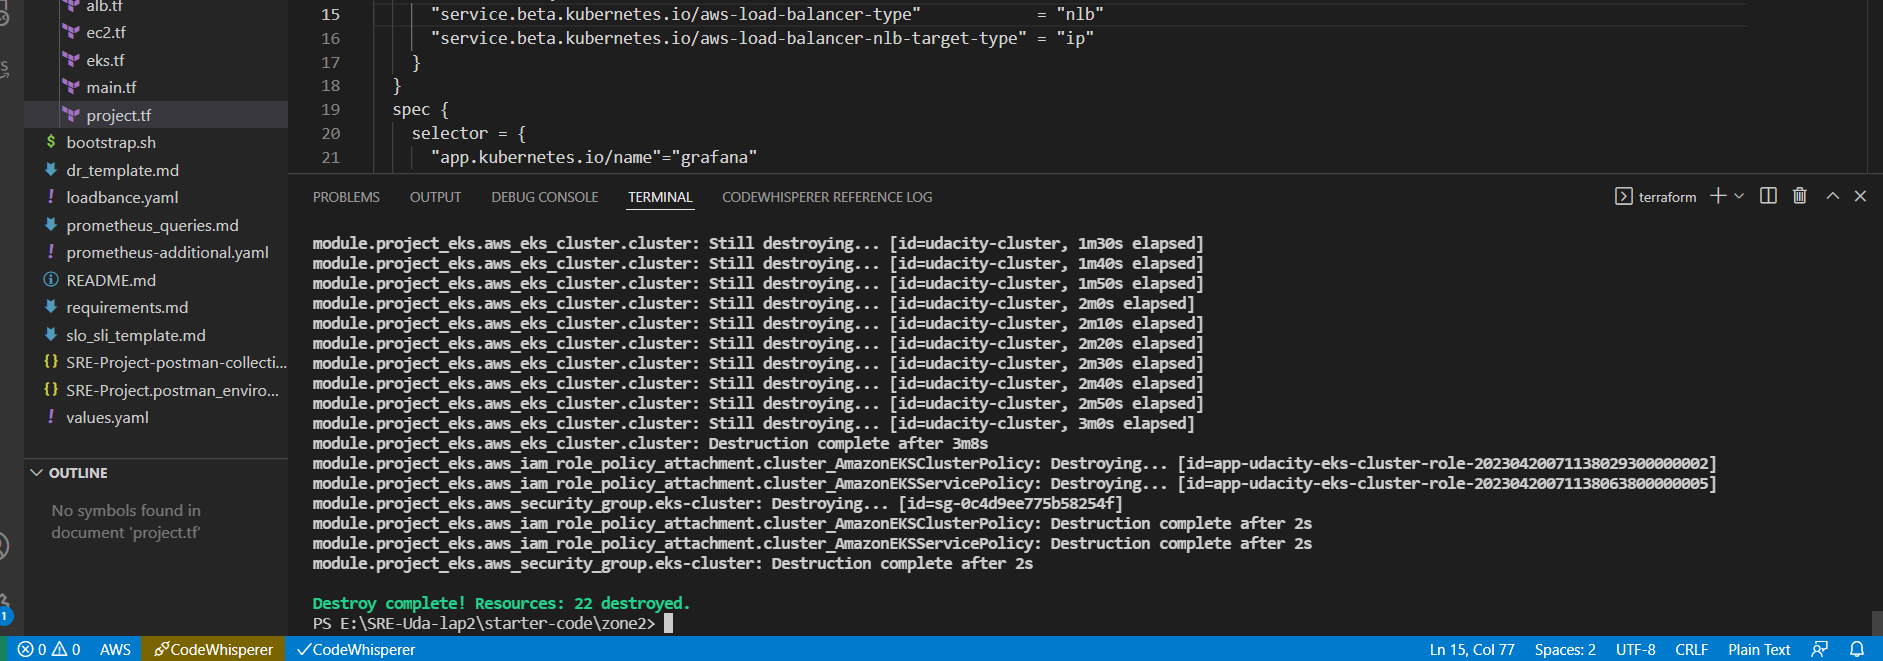 alb.tf
ec2.tf
eks.tf
main.tf
project.tf
$ bootstrap.sh
dr_template.md
! loadbance.yaml
prometheus_queries.md
! prometheus-additional.yaml
README.md
requirements.md
slo_sli_template.md
{} SRE-Project-postman-collecti...
{} SRE-Project.postman_enviro...
! values.yaml
OUTLINE
No symbols found in
document 'project.tf'
1
15 "service.beta.kubernetes.io/aws-load-balancer-type" = "nlb"
16 "service.beta.kubernetes.io/aws-load-balancer-nlb-target-type" = "ip"
17 }
18 }
19 spec {
20 selector = {
21 "app.kubernetes.io/name"="grafana"
PROBLEMS OUTPUT DEBUG CONSOLE TERMINAL CODEWHISPERER REFERENCE LOG terraform
module.project_eks.aws_eks_cluster.cluster: Still destroying... [id=udacity-cluster, 1m30s elapsed]
module.project_eks.aws_eks_cluster.cluster: Still destroying... [id=udacity-cluster, 1m40s elapsed]
module.project_eks.aws_eks_cluster.cluster: Still destroying... [id=udacity-cluster, 1m50s elapsed]
module.project_eks.aws_eks_cluster.cluster: Still destroying... [id=udacity-cluster, 2m0s elapsed]
module.project_eks.aws_eks_cluster.cluster: Still destroying... [id=udacity-cluster, 2m10s elapsed]
module.project_eks.aws_eks_cluster.cluster: Still destroying... [id=udacity-cluster, 2m20s elapsed]
module.project_eks.aws_eks_cluster.cluster: Still destroying... [id=udacity-cluster, 2m30s elapsed]
module.project_eks.aws_eks_cluster.cluster: Still destroying... [id=udacity-cluster, 2m40s elapsed]
module.project_eks.aws_eks_cluster.cluster: Still destroying... [id=udacity-cluster, 2m50s elapsed]
module.project_eks.aws_eks_cluster.cluster: Still destroying... [id=udacity-cluster, 3m0s elapsed]
module.project_eks.aws_eks_cluster.cluster: Destruction complete after 3m8s
module.project_eks.aws_iam_role_policy_attachment.cluster_AmazonEKSClusterPolicy: Destroying... [id=app-udacity-eks-cluster-role-20230420071138029300000002]
module.project_eks.aws_iam_role_policy_attachment.cluster_AmazonEKSServicePolicy: Destroying... [id=app-udacity-eks-cluster-role-20230420071138063800000005]
module.project_eks.aws_security_group.eks-cluster: Destroying... [id=sg-0c4d9ee775b58254f]
module.project_eks.aws_iam_role_policy_attachment.cluster_AmazonEKSClusterPolicy: Destruction complete after 2s
module.project_eks.aws_iam_role_policy_attachment.cluster_AmazonEKSServicePolicy: Destruction complete after 2s
module.project_eks.aws_security_group.eks-cluster: Destruction complete after 2s
Destroy complete! Resources: 22 destroyed.
PS E:\SRE-Uda-lap2\starter-code\zone2>
0 0 AWS CodeWhisperer CodeWhisperer Ln 15, Col 77 Spaces: 2 UTF-8 CRLF Plain Text